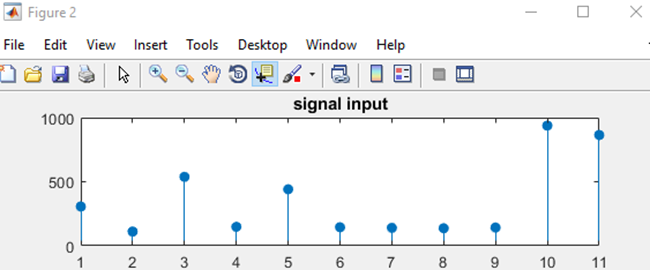 Figure 2
File Edit View Insert Tools Desktop Window Help
signal input
1000
500
0
1 2 3 4 5 6 7 8 9 10 11